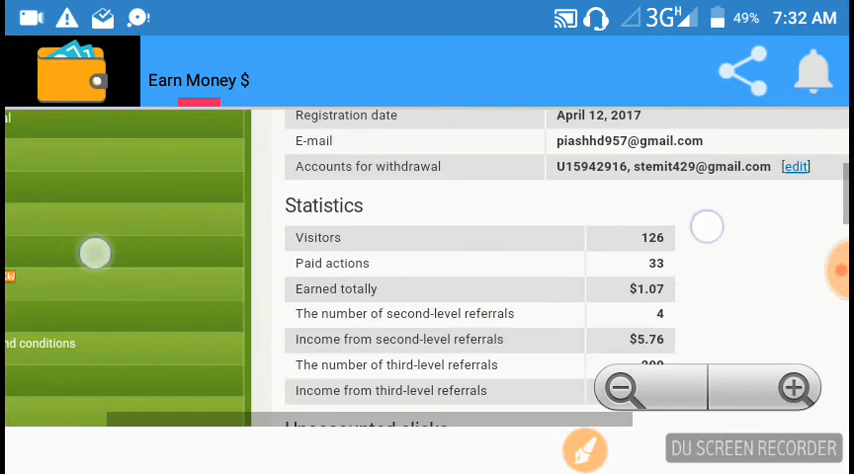 3G H 49% 7:32 AM
Earn Money $
Registration date April 12, 2017
E-mail piashhd957@gmail.com
Accounts for withdrawal U15942916, stemit429@gmail.com [edit]
Statistics
Visitors 126
Paid actions 33
Earned totally $1.07
The number of second-level referrals 4
Income from second-level referrals $5.76
The number of third-level referrals
Income from third-level referrals
nd conditions
DU SCREEN RECORDER